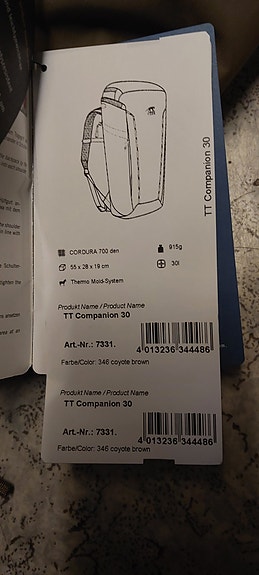 TT Companion 30
CORDURA 700 den
915g
55 x 28 x 19 cm
30l
Thermo Mold-System
Produkt Name / Product Name
TT Companion 30
Art.-Nr.: 7331.
4 013236 344486
Farbe/Color: 346 coyote brown
Produkt Name / Product Name
TT Companion 30
Art.-Nr.: 7331.
4 013236 344486
Farbe/Color: 346 coyote brown